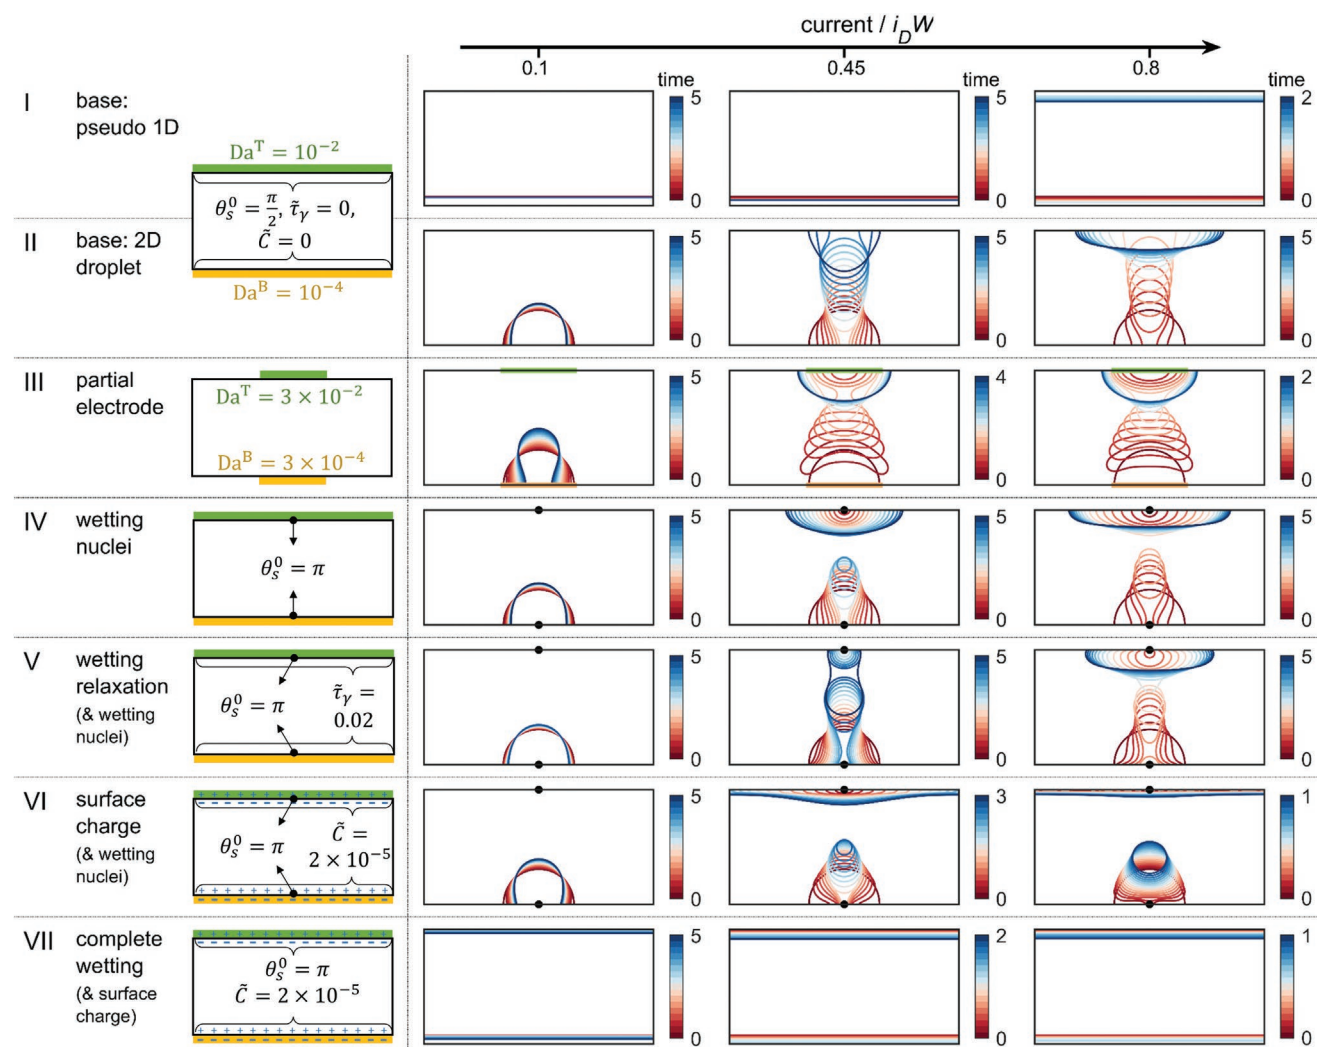 current / i_D W
0.1 0.45 0.8
time time time
I base:
pseudo 1D
5 5 2
0 0 0
Da^T = 10^−2
θ_s^0 = π/2, τ̃_γ = 0,
C̃ = 0
Da^B = 10^−4
II base: 2D
droplet
5 5 5
0 0 0
III partial
electrode
Da^T = 3 × 10^−2
Da^B = 3 × 10^−4
5 4 2
0 0 0
IV wetting
nuclei
θ_s^0 = π
5 5 5
0 0 0
V wetting
relaxation
(& wetting
nuclei)
θ_s^0 = π
τ̃_γ =
0.02
5 5 5
0 0 0
VI surface
charge
(& wetting
nuclei)
+ + + + + + + + + + + + +
− − − − − − − − − − − − −
θ_s^0 = π
C̃ =
2 × 10^−5
+ + + + + + + + + + + + +
− − − − − − − − − − − − −
5 3 1
0 0 0
VII complete
wetting
(& surface
charge)
+ + + + + + + + + + + + +
− − − − − − − − − − − − −
θ_s^0 = π
C̃ = 2 × 10^−5
+ + + + + + + + + + + + +
− − − − − − − − − − − − −
5 2 1
0 0 0